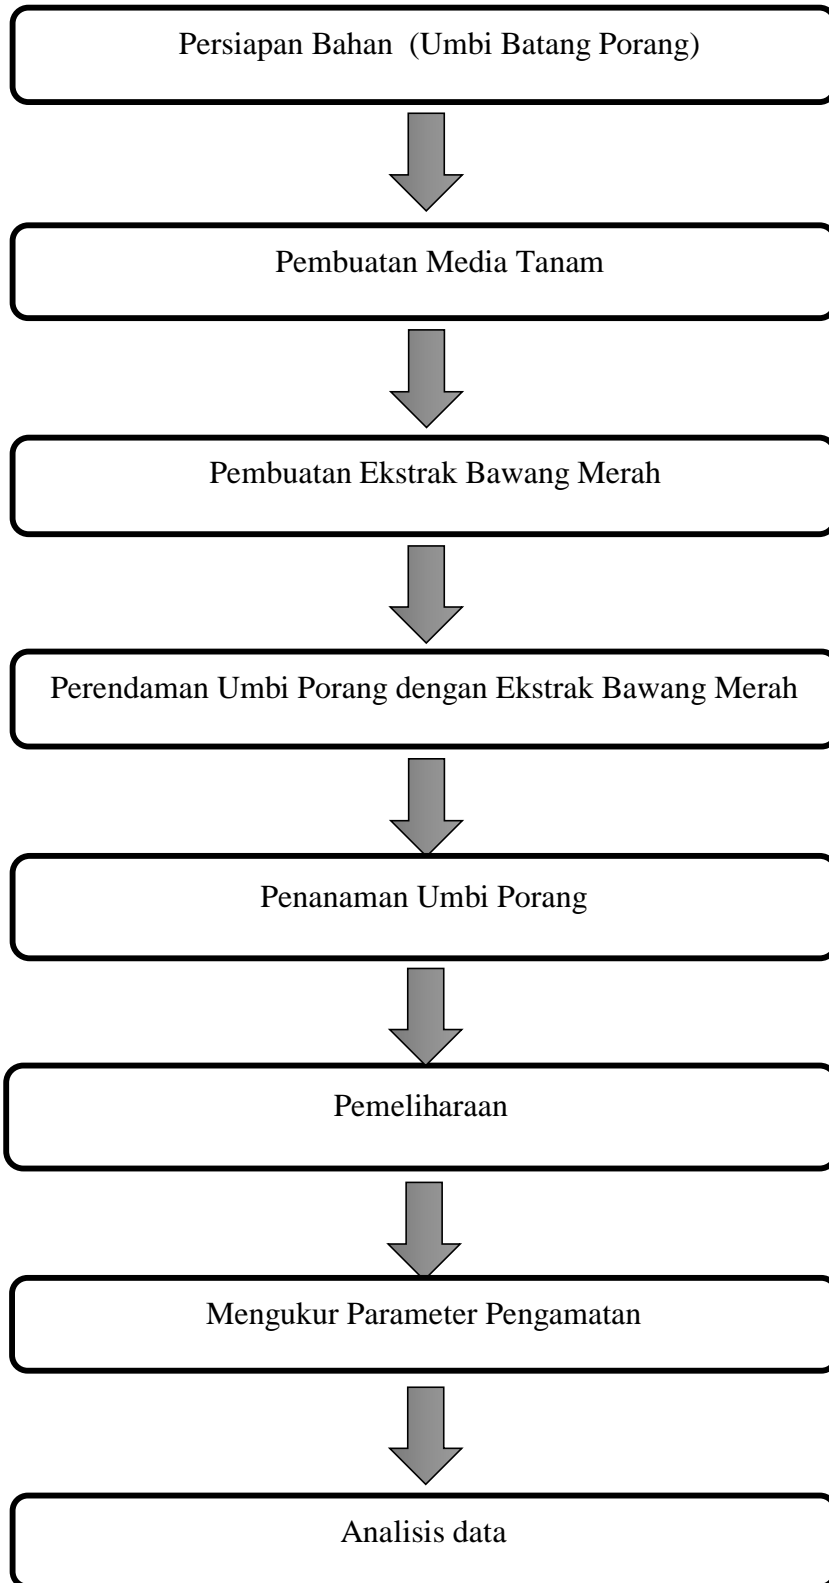 Persiapan Bahan (Umbi Batang Porang)
Pembuatan Media Tanam
Pembuatan Ekstrak Bawang Merah
Perendaman Umbi Porang dengan Ekstrak Bawang Merah
Penanaman Umbi Porang
Pemeliharaan
Mengukur Parameter Pengamatan
Analisis data